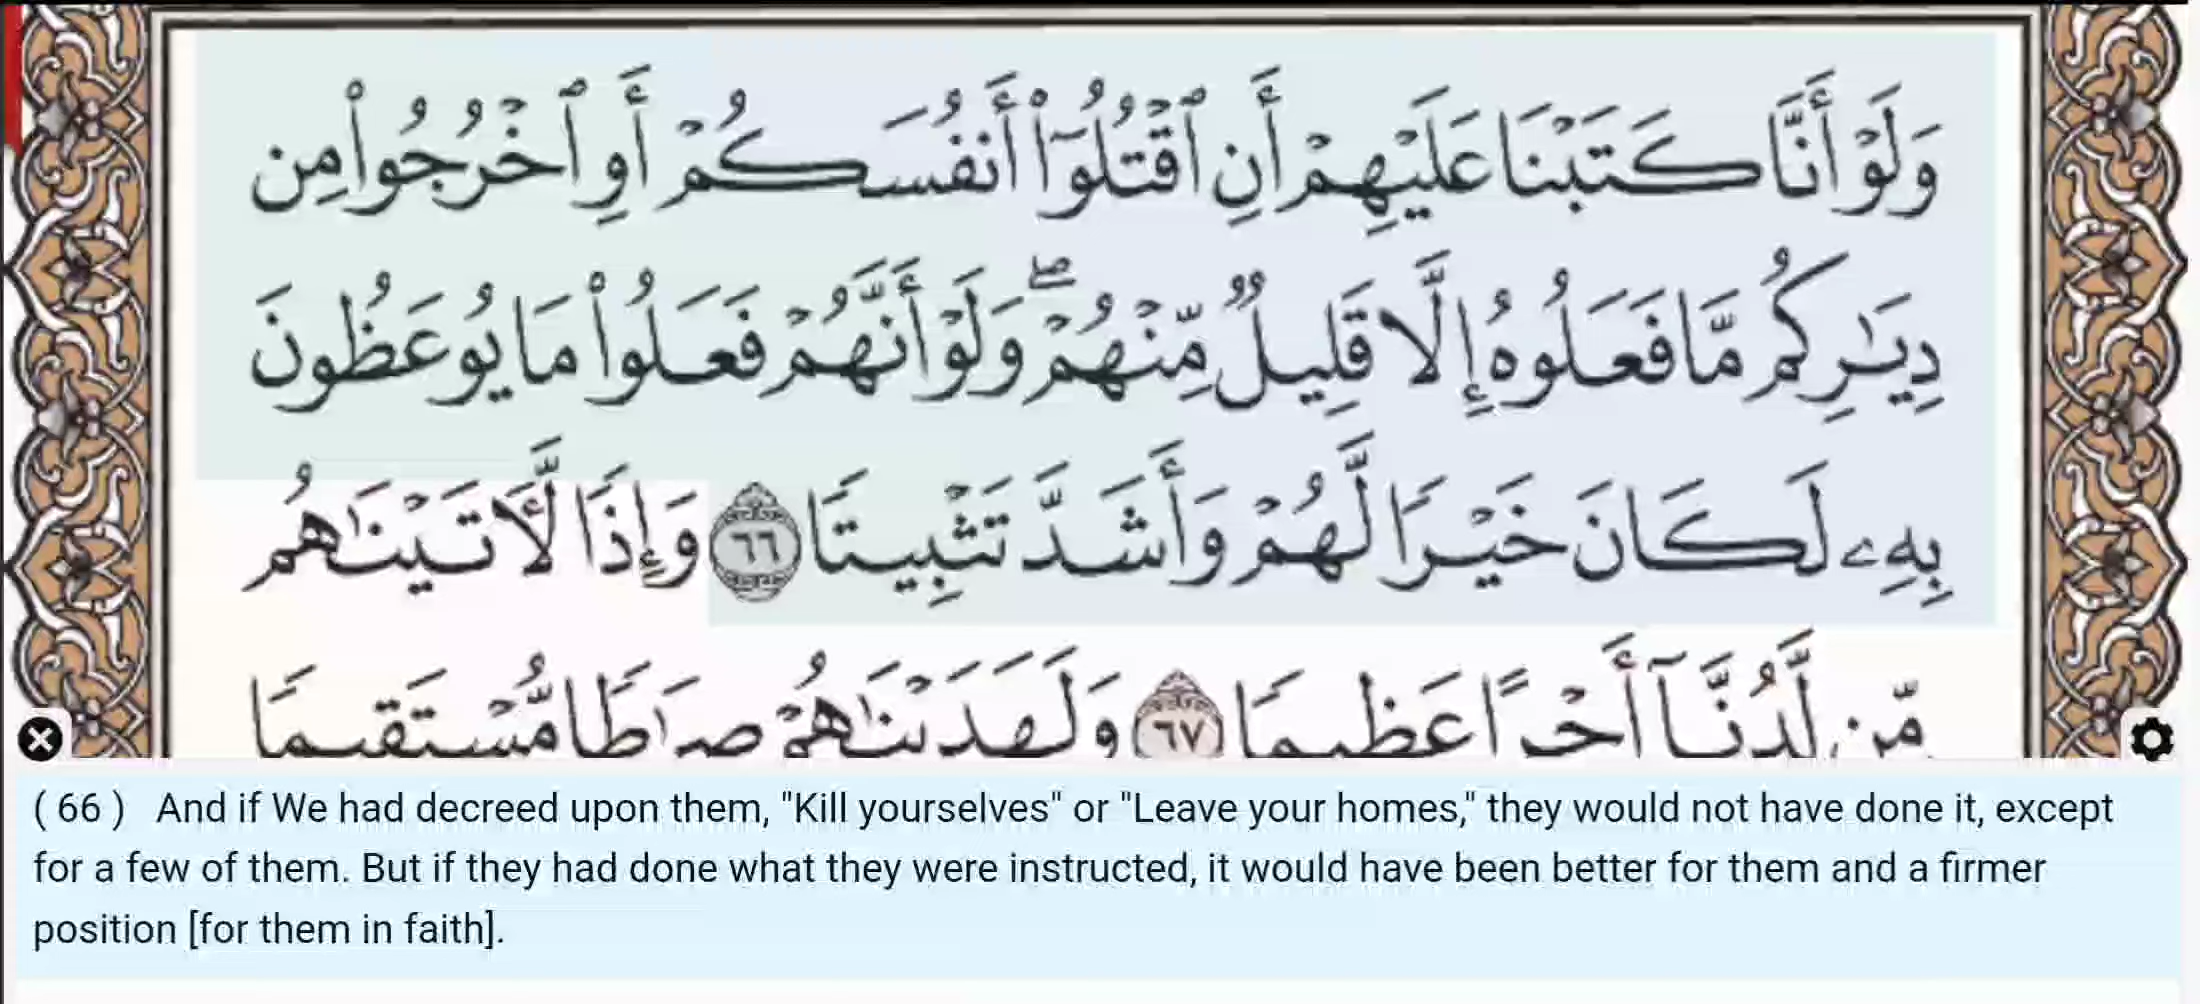 وَلَوْ أَنَّا كَتَبْنَا عَلَيْهِمْ أَنِ ٱقْتُلُوٓا۟ أَنفُسَكُمْ أَوِ ٱخْرُجُوا۟ مِن
دِيَـٰرِكُم مَّا فَعَلُوهُ إِلَّا قَلِيلٌ مِّنْهُمْ ۖ وَلَوْ أَنَّهُمْ فَعَلُوا۟ مَا يُوعَظُونَ
بِهِۦ لَكَانَ خَيْرًا لَّهُمْ وَأَشَدَّ تَثْبِيتًا ٦٦ وَإِذًا لَّـَٔاتَيْنَـٰهُم
مِّن لَّدُنَّآ أَجْرًا عَظِيمًا ٦٧ وَلَهَدَيْنَـٰهُمْ صِرَٰطًا مُّسْتَقِيمًا
( 66 ) And if We had decreed upon them, "Kill yourselves" or "Leave your homes," they would not have done it, except
for a few of them. But if they had done what they were instructed, it would have been better for them and a firmer
position [for them in faith].